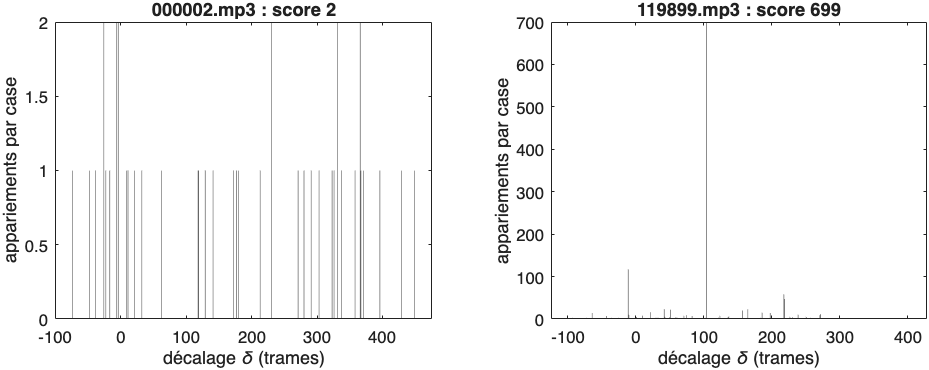 000002.mp3 : score 2
appariements par case
2
1.5
1
0.5
0
-100 0 100 200 300 400
décalage δ (trames)
119899.mp3 : score 699
appariements par case
700
600
500
400
300
200
100
0
-100 0 100 200 300 400
décalage δ (trames)